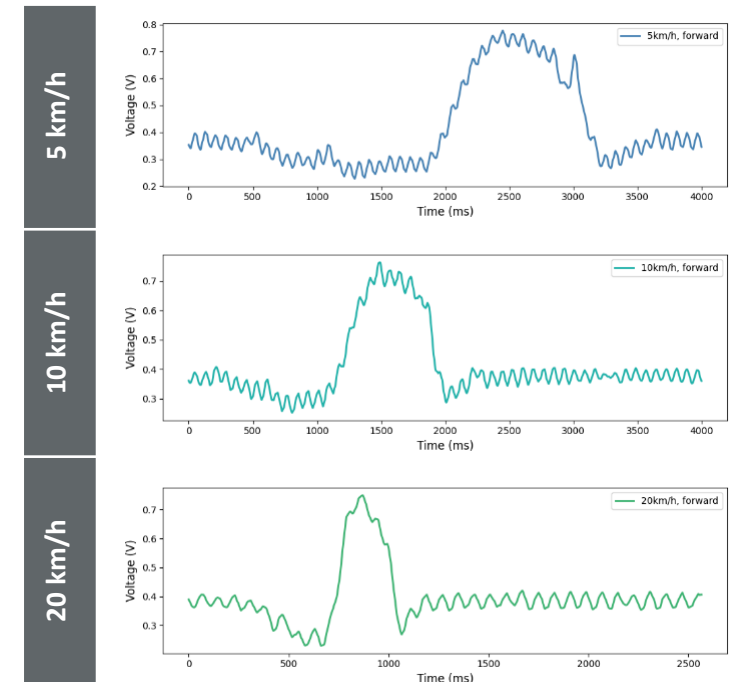 5 km/h
0.8
0.7
0.6
0.5
0.4
0.3
0.2
Voltage (V)
5km/h, forward
0 500 1000 1500 2000 2500 3000 3500 4000
Time (ms)
10 km/h
0.7
0.6
0.5
0.4
0.3
Voltage (V)
10km/h, forward
0 500 1000 1500 2000 2500 3000 3500 4000
Time (ms)
20 km/h
0.7
0.6
0.5
0.4
0.3
Voltage (V)
20km/h, forward
0 500 1000 1500 2000 2500
Time (ms)